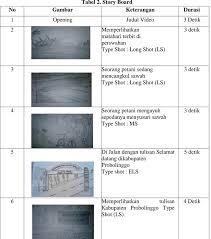 Tabel 2. Story Board
No Gambar Keterangan Durasi
1 Opening Judul Video 3 Detik
2 Memperlihatkan 3 detik
matahari terbit di
persawahan
Type Shot : Long Shot (LS)
3 Seorang petani sedang 3 detik
mencangkul sawah
Type Shot : Long Shot (LS)
4 Seorang petani mengayuh 3 detik
sepedanya menyusuri sawah
Type Shot : MS
5 Di jalan dengan tulisan Selamat 5 detik
datang dikabupaten
Probolinggo
Type shot : ELS
6 Memperlihatkan tulisan 4 Detik
Kabupaten Probolinggo Type
Shot (LS)